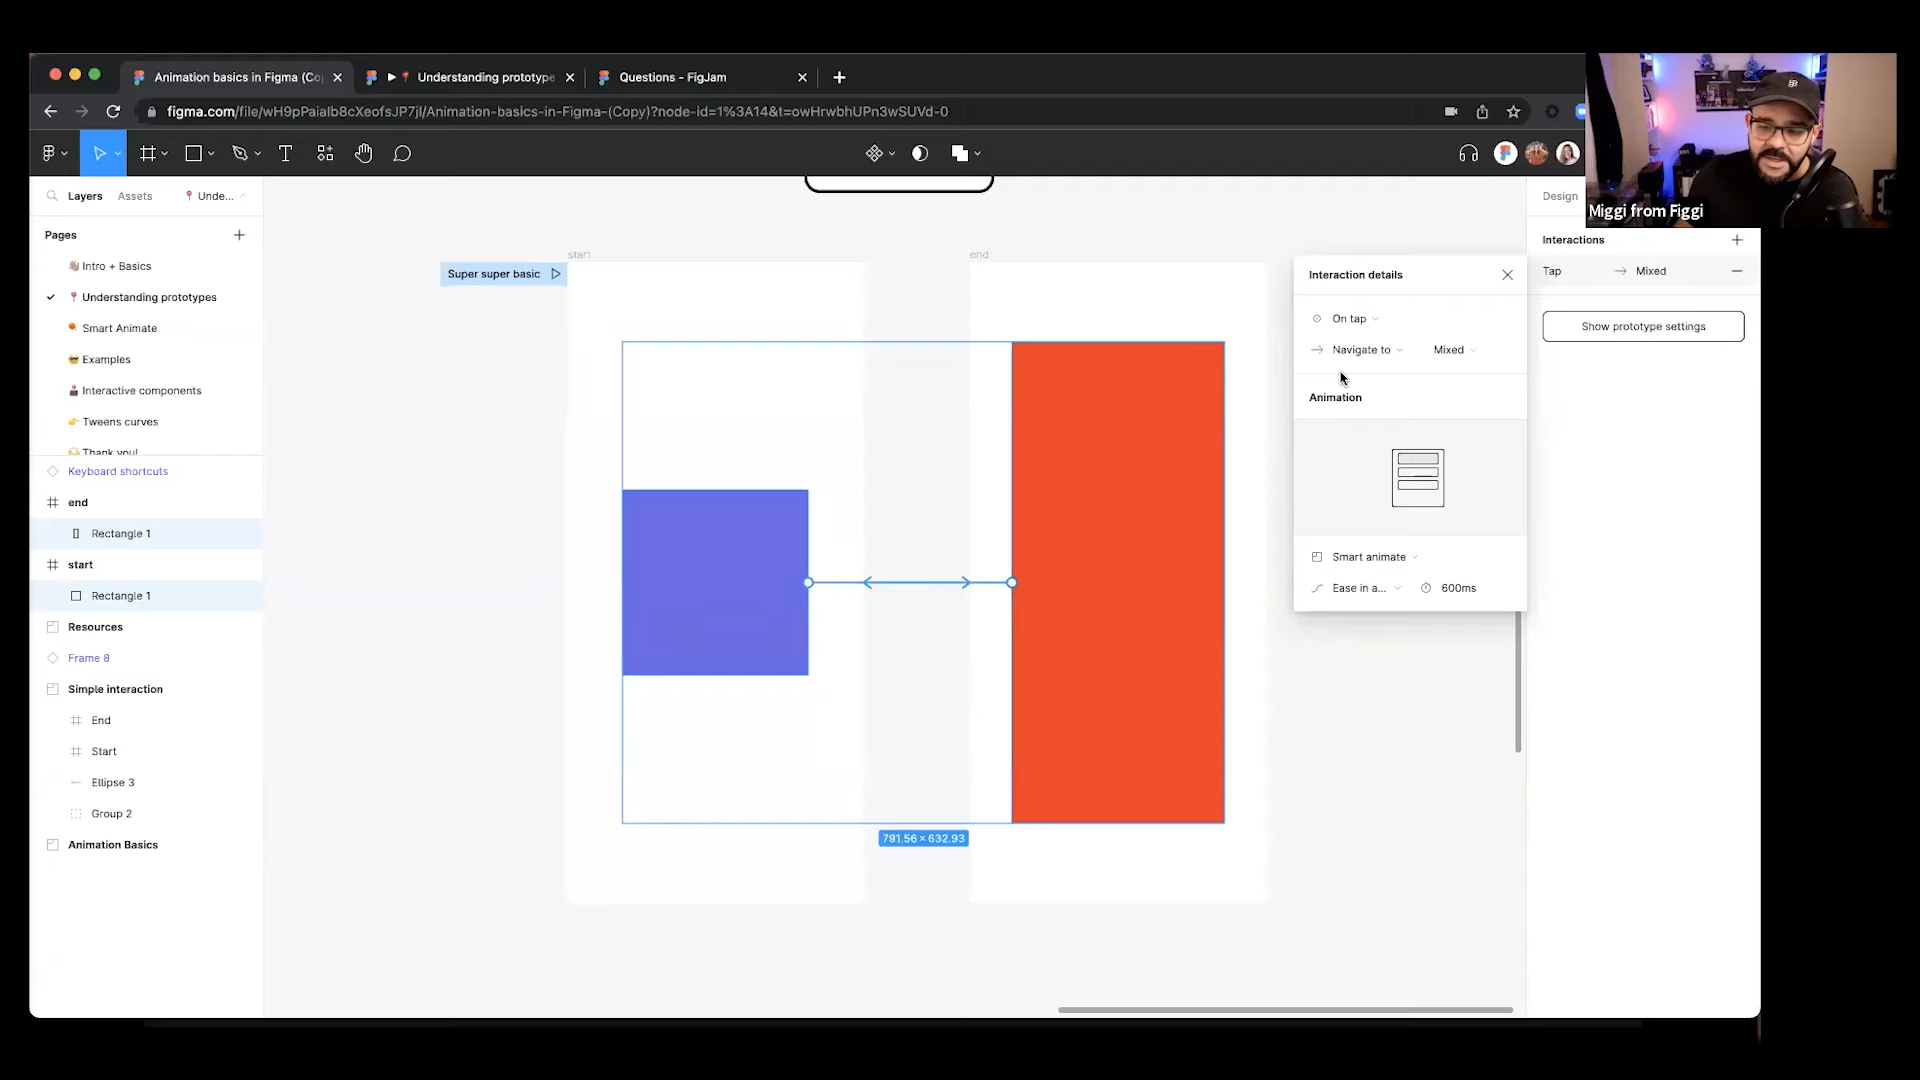 Animation basics in Figma (Co
Understanding prototype
Questions - FigJam
figma.com/file/wH9pPaialb8cXeofsJP7jl/Animation-basics-in-Figma-(Copy)?node-id=1%3A14&t=owHrwbhUPn3wSUVd-0
Miggi from Figgi
Layers
Assets
Unde...
Design
Pages
Intro + Basics
Understanding prototypes
Smart Animate
Examples
Interactive components
Tweens curves
Thank you!
Keyboard shortcuts
end
Rectangle 1
start
Rectangle 1
Resources
Frame 8
Simple interaction
End
Start
Ellipse 3
Group 2
Animation Basics
start
end
Super super basic
791.56 × 632.93
Interaction details
On tap
Navigate to
Mixed
Animation
Smart animate
Ease in a...
600ms
Interactions
Tap
Mixed
Show prototype settings